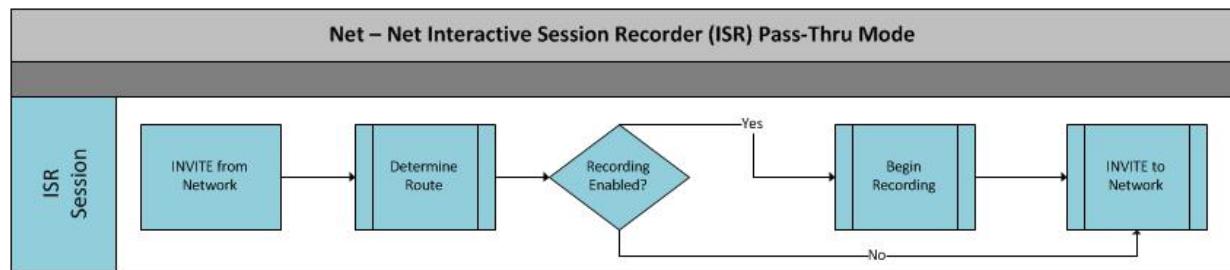 Net – Net Interactive Session Recorder (ISR) Pass-Thru Mode
ISR
Session
INVITE from
Network
Determine
Route
Recording
Enabled?
Yes
Begin
Recording
INVITE to
Network
No